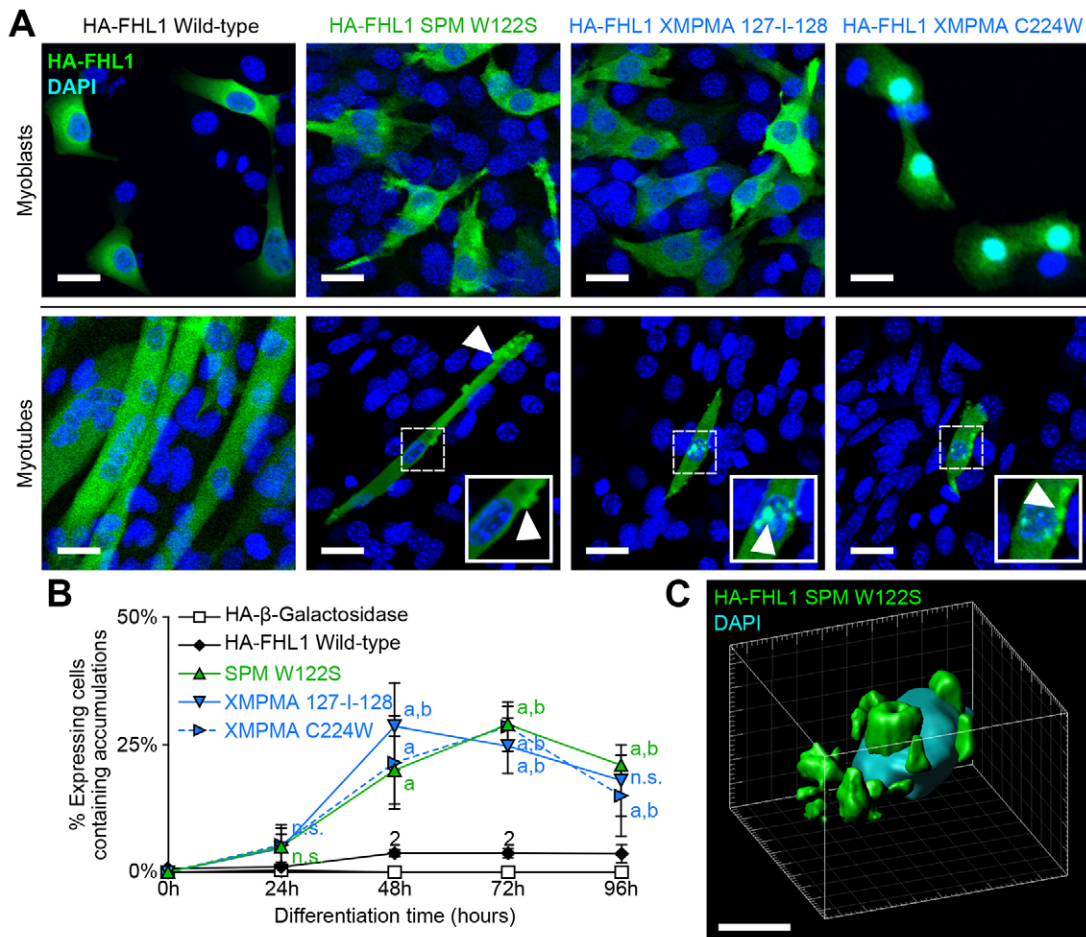 A
HA-FHL1 Wild-type
HA-FHL1 SPM W122S
HA-FHL1 XMPMA 127-I-128
HA-FHL1 XMPMA C224W
HA-FHL1
DAPI
Myoblasts
Myotubes
B
50%
25%
0%
% Expressing cells
containing accumulations
HA-β-Galactosidase
HA-FHL1 Wild-type
SPM W122S
XMPMA 127-I-128
XMPMA C224W
n.s.
n.s.
a,b
a
a
2
a,b
a,b
a,b
2
a,b
n.s.
a,b
0h
24h
48h
72h
96h
Differentiation time (hours)
C
HA-FHL1 SPM W122S
DAPI